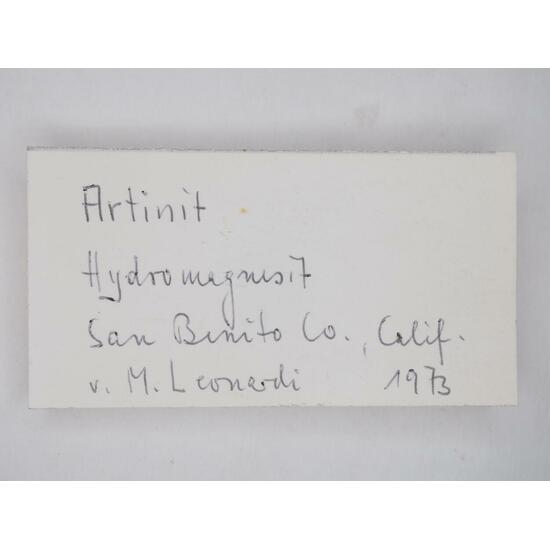 Artinit
Hydromagnesit
San Benito Co., Calif.
v. M. Leonardi 1973